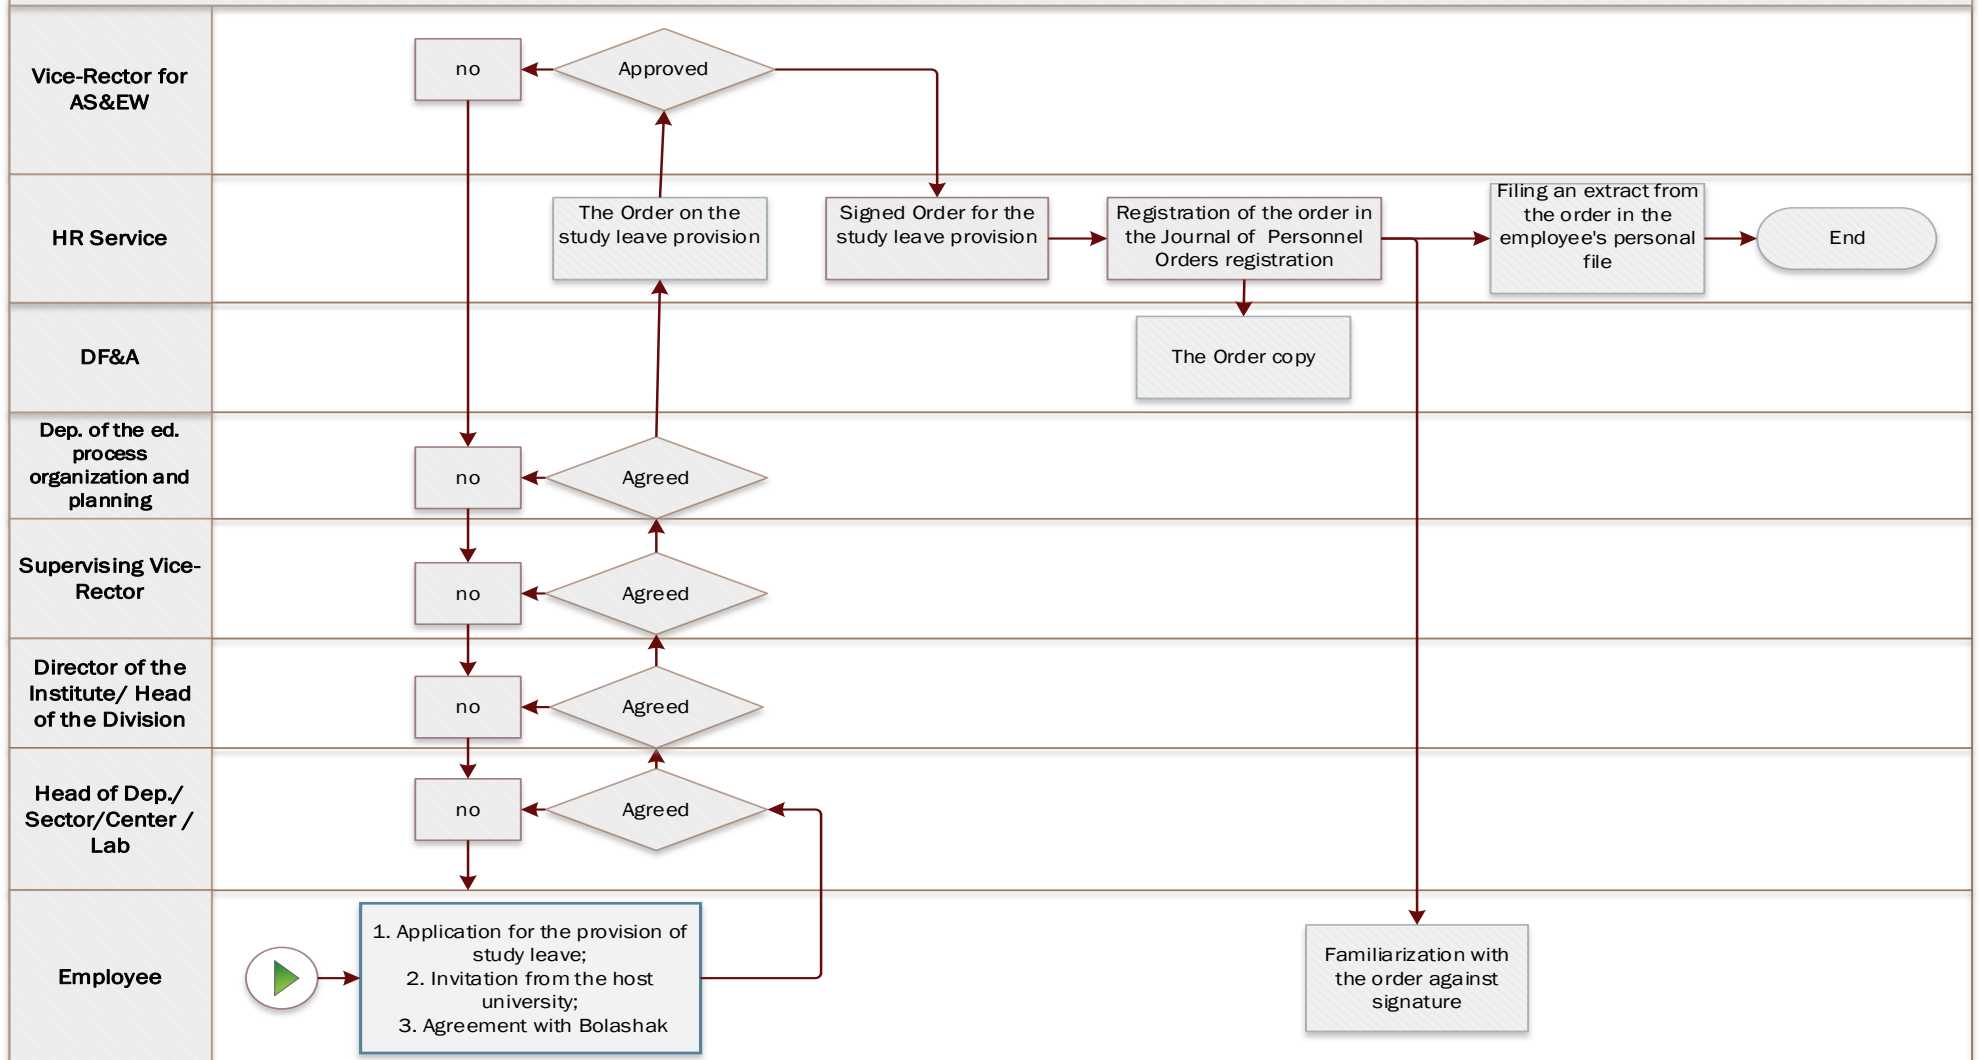 Vice-Rector for
AS&EW
no
Approved
HR Service
The Order on the
study leave provision
Signed Order for the
study leave provision
Registration of the order in
the Journal of  Personnel
Orders registration
Filing an extract from
the order in the
employee's personal
file
End
DF&A
The Order copy
Dep. of the ed.
process
organization and
planning
no
Agreed
Supervising Vice-
Rector
no
Agreed
Director of the
Institute/ Head
of the Division
no
Agreed
Head of Dep./
Sector/Center /
Lab
no
Agreed
Employee
1. Application for the provision of
study leave;
2. Invitation from the host
university;
3. Agreement with Bolashak
Familiarization with
the order against
signature